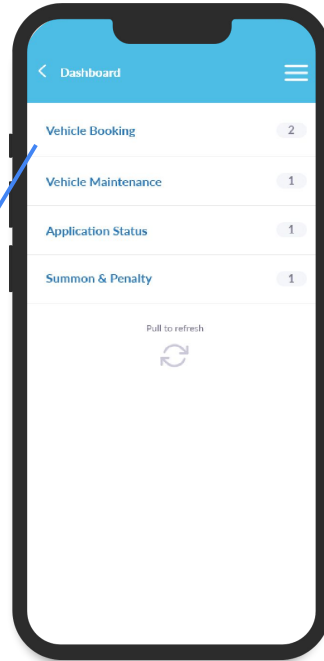 Dashboard
Vehicle Booking 2
Vehicle Maintenance 1
Application Status 1
Summon & Penalty 1
Pull to refresh